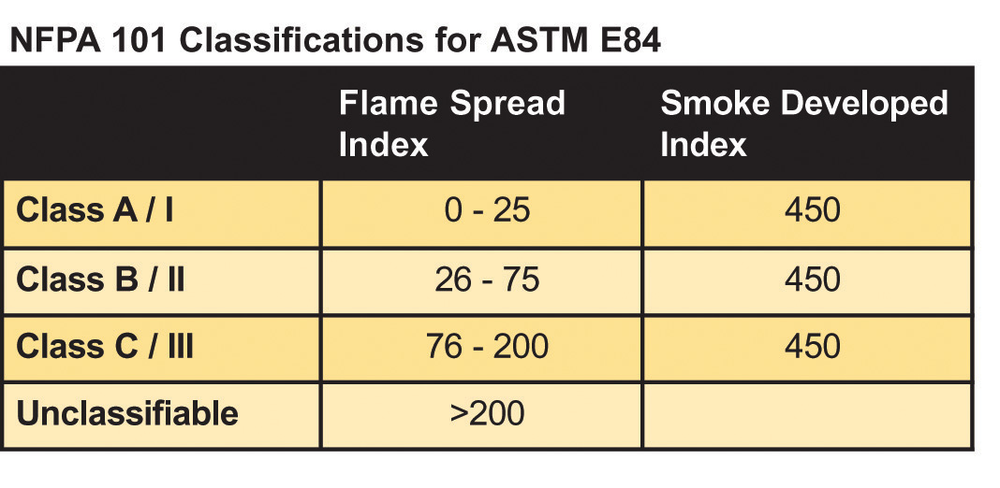 NFPA 101 Classifications for ASTM E84
Flame Spread Index Smoke Developed Index
Class A / I 0 - 25 450
Class B / II 26 - 75 450
Class C / III 76 - 200 450
Unclassifiable >200